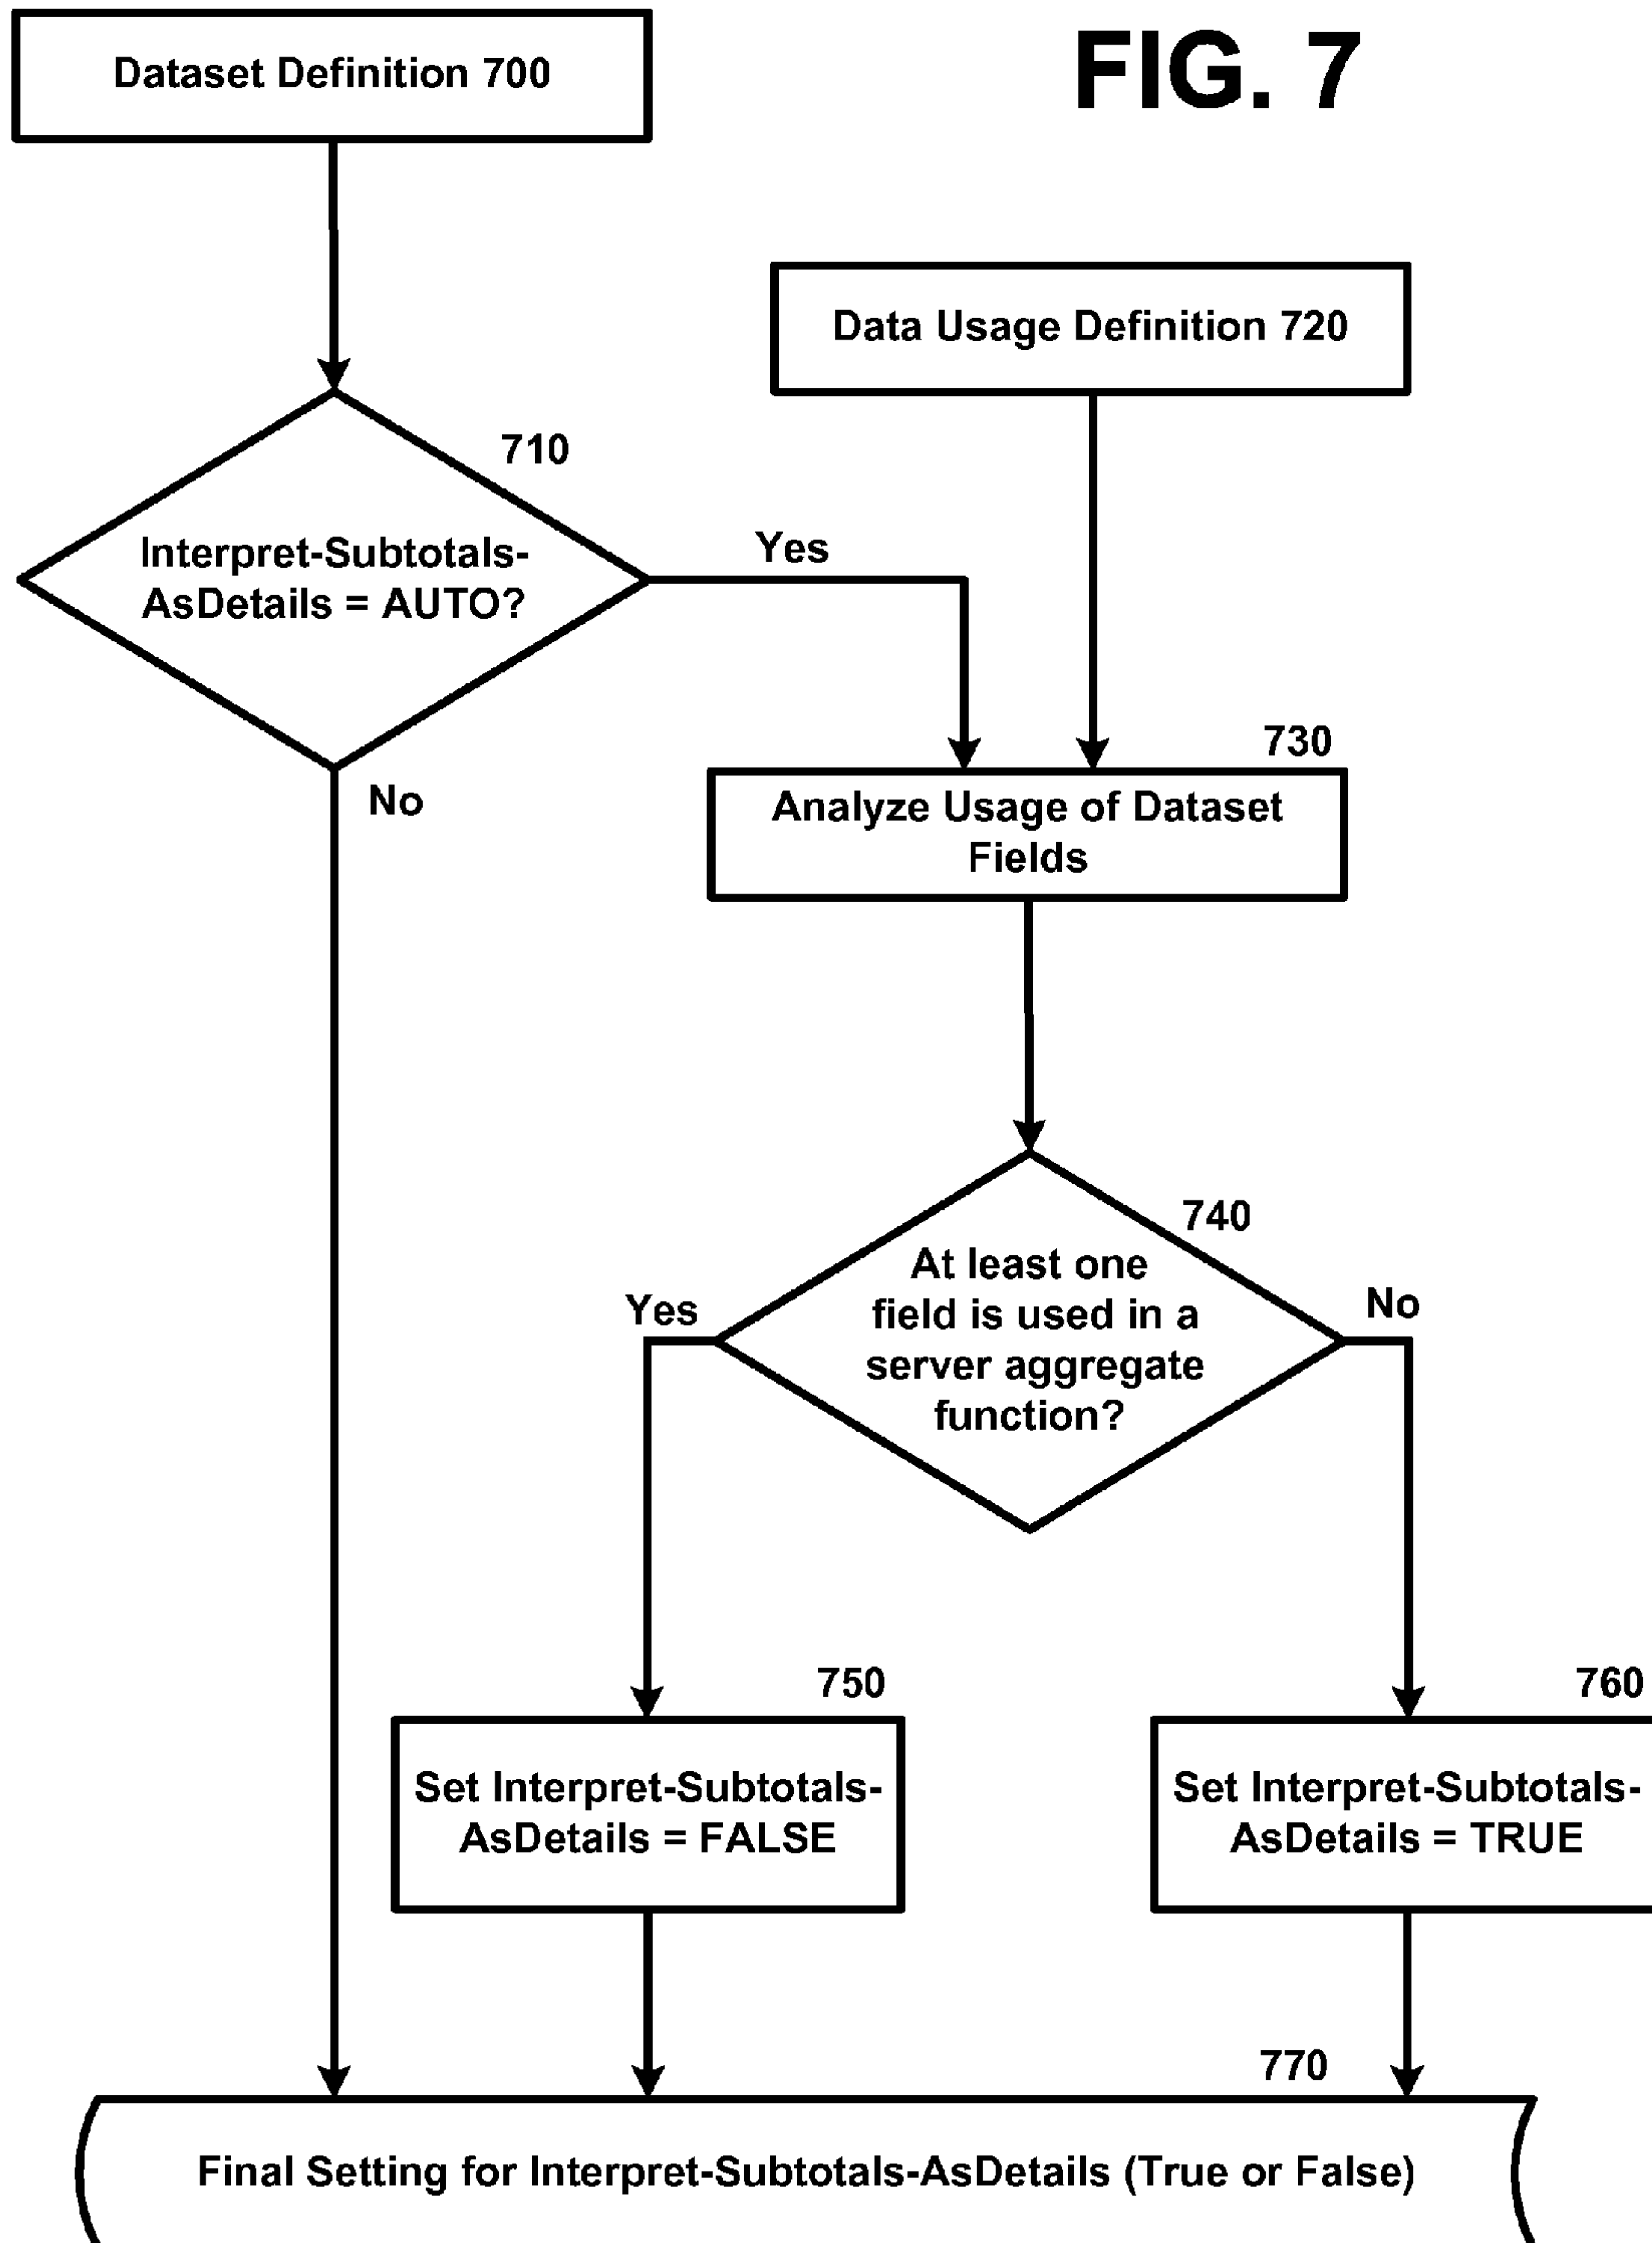 Dataset Definition 700
FIG. 7
Data Usage Definition 720
710
Interpret-Subtotals-
AsDetails = AUTO?
Yes
No
730
Analyze Usage of Dataset
Fields
740
At least one
field is used in a
server aggregate
function?
Yes
No
750
Set Interpret-Subtotals-
AsDetails = FALSE
760
Set Interpret-Subtotals-
AsDetails = TRUE
770
Final Setting for Interpret-Subtotals-AsDetails (True or False)